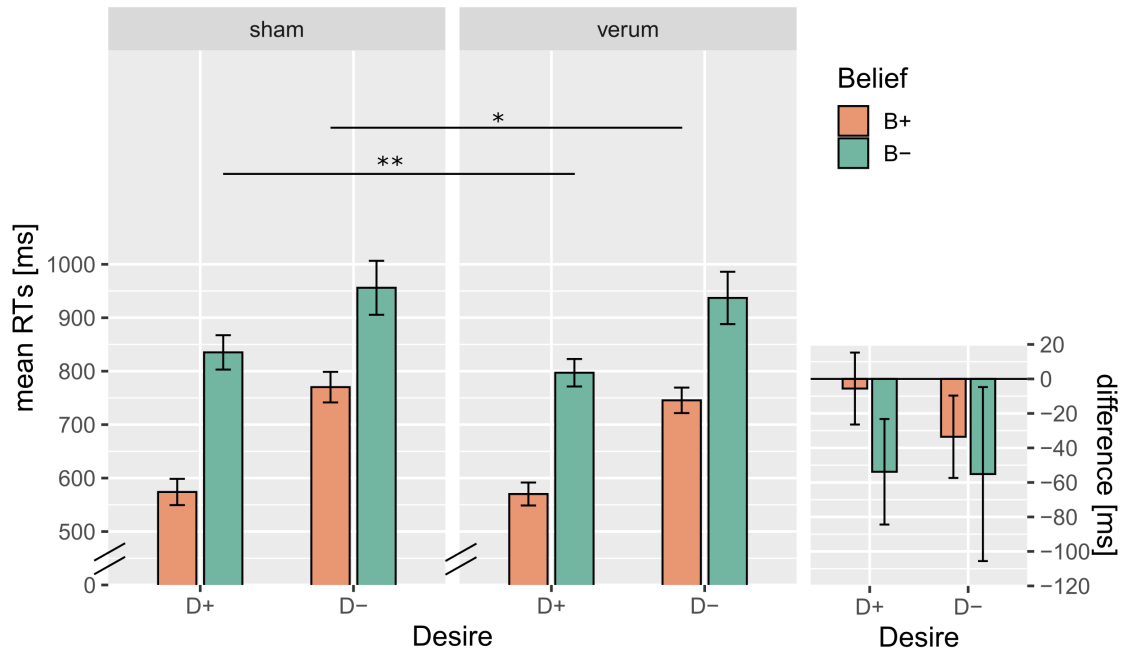 sham
verum
Belief
B+
B−
*
**
mean RTs [ms]
1000
900
800
700
600
500
0
D+
D−
D+
D−
Desire
20
0
−20
−40
−60
−80
−100
−120
difference [ms]
D+
D−
Desire